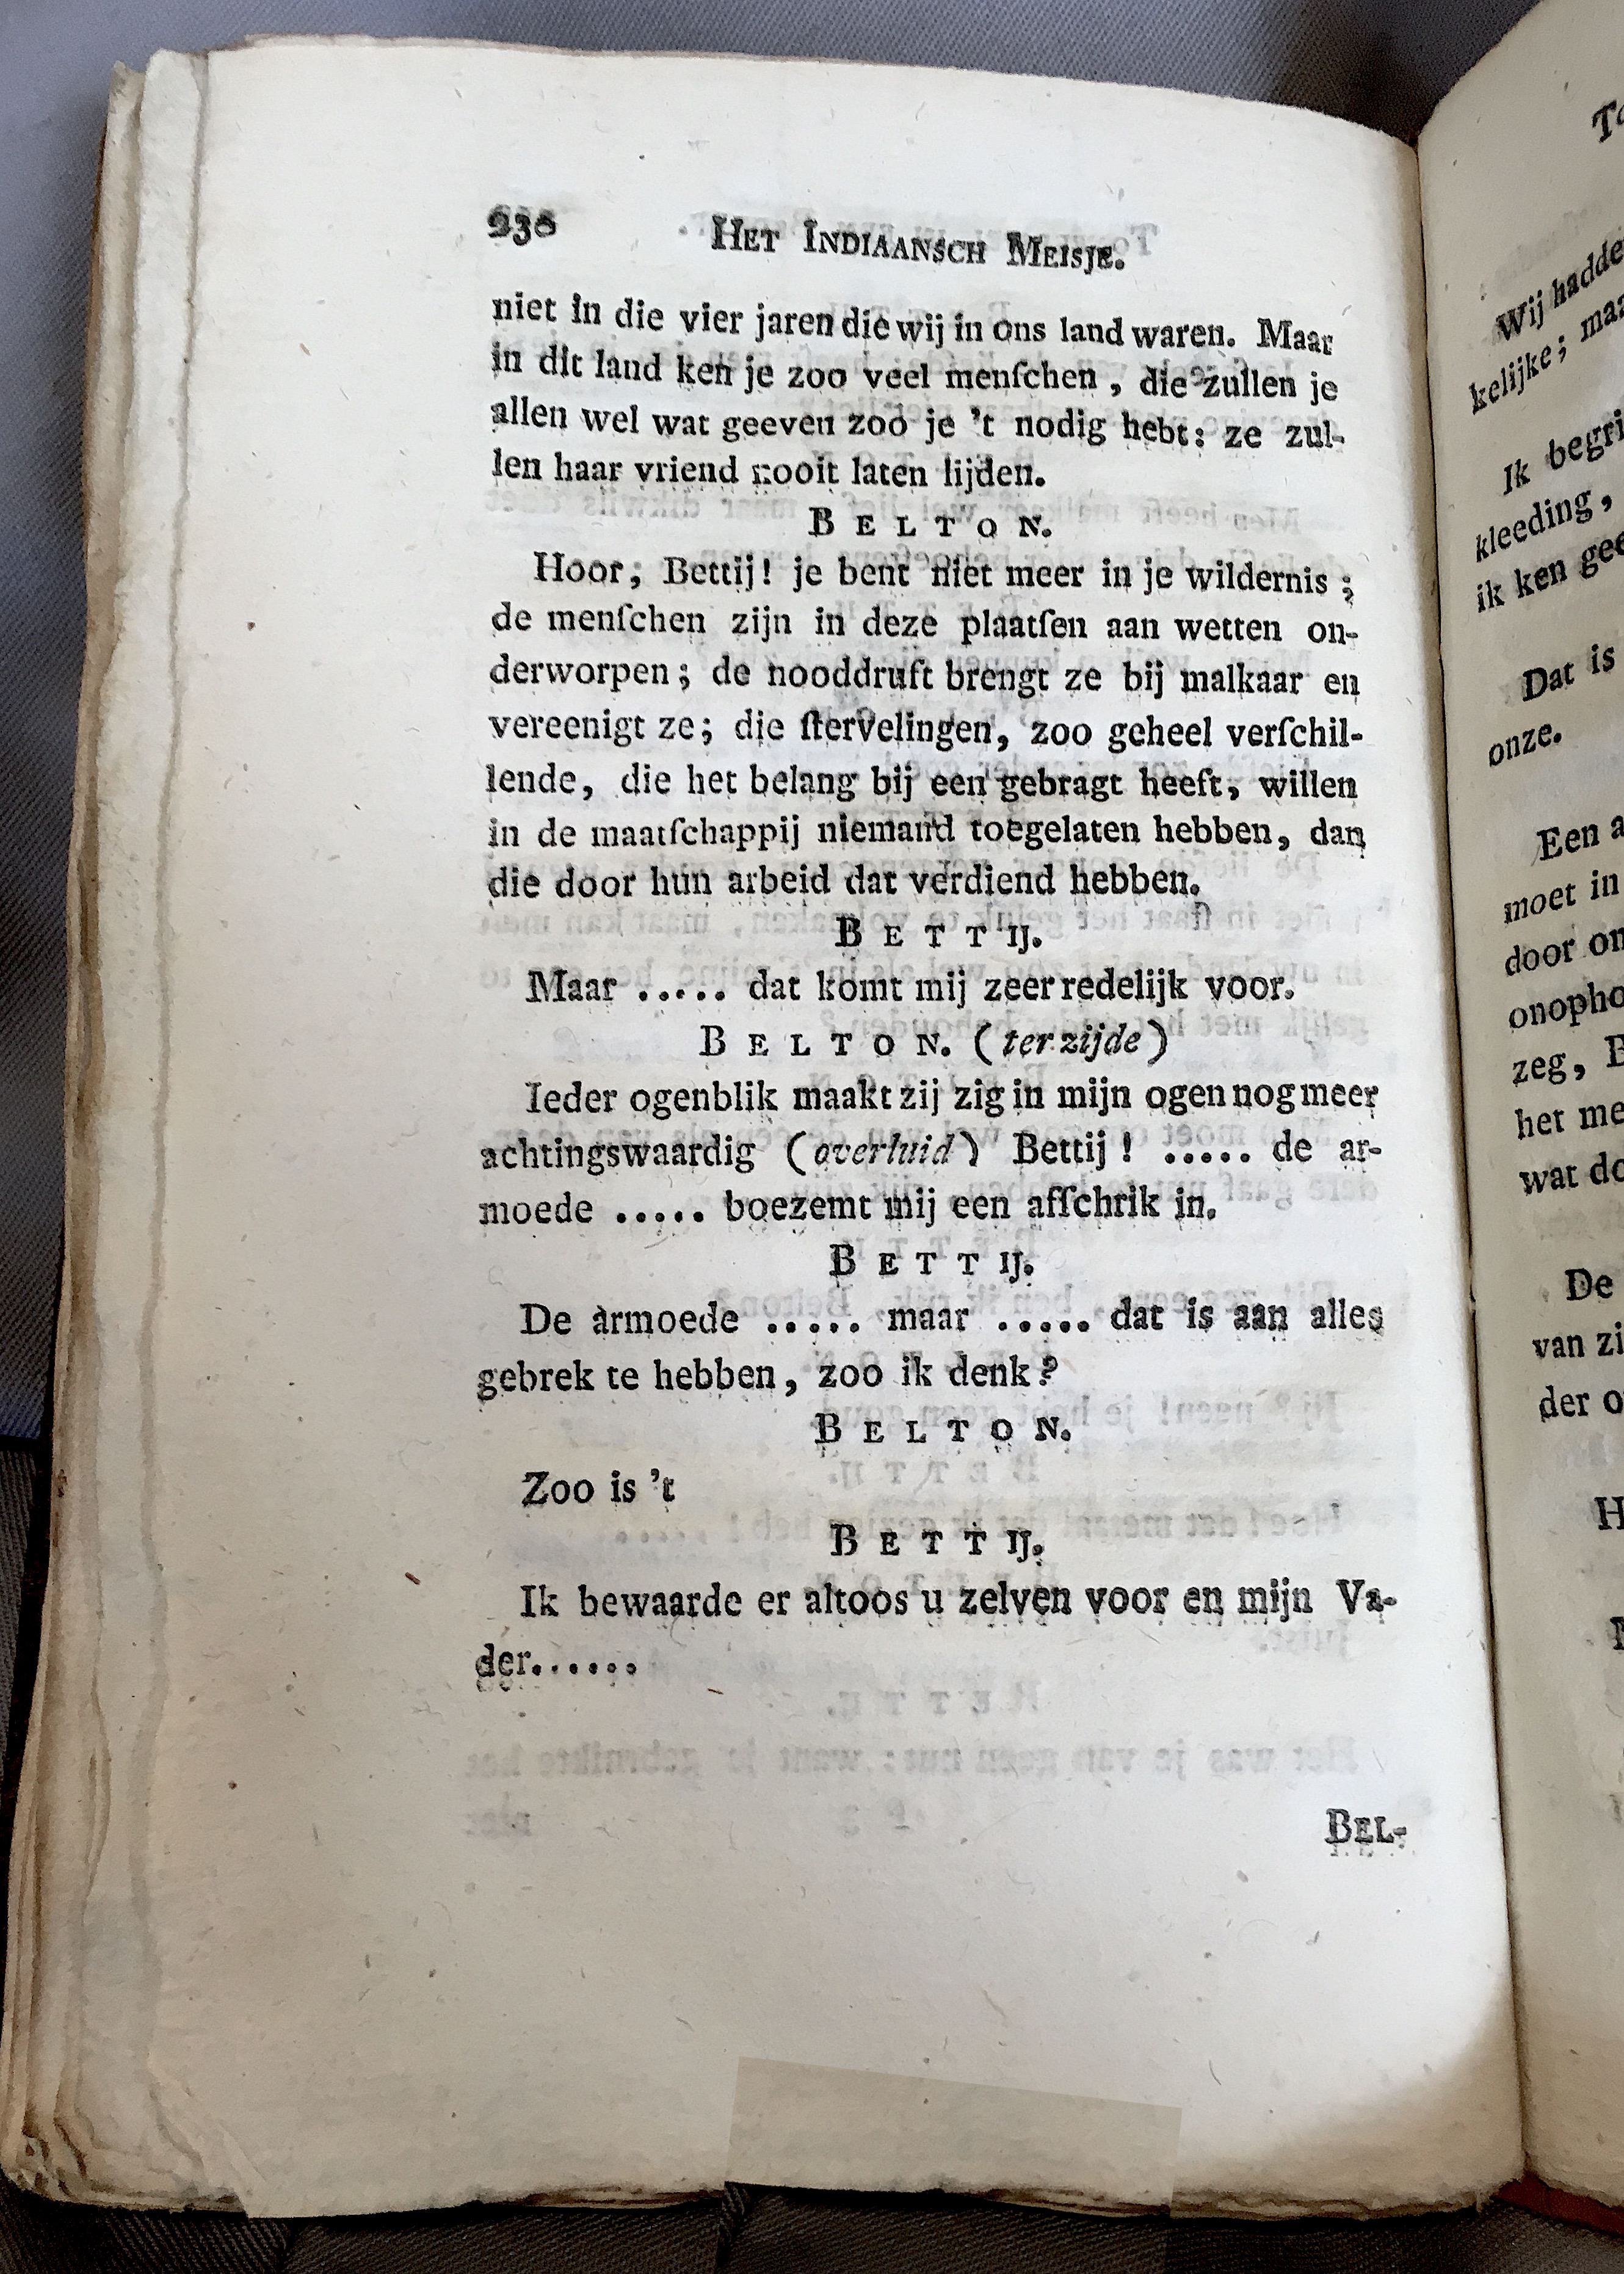 230 HET INDIAANSCH MEISJE.
niet in die vier jaren die wij in ons land waren. Maar
in dit land ken je zoo veel menſchen, die zullen je
allen wel wat geeven zoo je 't nodig hebt: ze zul-
len haar vriend nooit laten lijden.
BELTON.
Hoor, Bettij! je bent niet meer in je wildernis;
de menſchen zijn in deze plaatſen aan wetten on-
derworpen; de nooddruft brengt ze bij malkaar en
vereenigt ze; die ſtervelingen, zoo geheel verſchil-
lende, die het belang bij een gebragt heeft, willen
in de maatſchappij niemand toegelaten hebben, dan
die door hun arbeid dat verdiend hebben.
BETTIJ.
Maar ..... dat komt mij zeer redelijk voor.
BELTON. (ter zijde)
Ieder ogenblik maakt zij zig in mijn ogen nog meer
achtingswaardig (overluid) Bettij! ..... de ar-
moede ..... boezemt mij een afſchrik in.
BETTIJ.
De armoede ..... maar ..... dat is aan alles
gebrek te hebben, zoo ik denk?
BELTON.
Zoo is 't
BETTIJ.
Ik bewaarde er altoos u zelven voor en mijn Va-
der......
BEL-
Wij hadde
kelijke; maa
Ik begri
kleeding,
ik ken gee
Dat is
onze.
Een a
moet in
door on
onopho
zeg, B
het me
wat do
De
van zi
der o
H